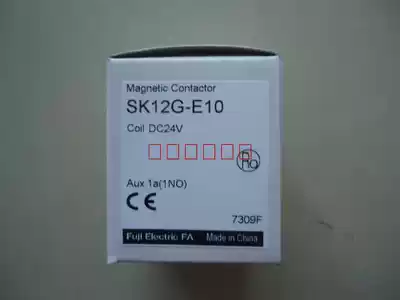 Magnetic Contactor
SK12G-E10
Coil DC24V
Aux 1a(1NO)
CE
7309F
Fuji Electric FA
Made in China